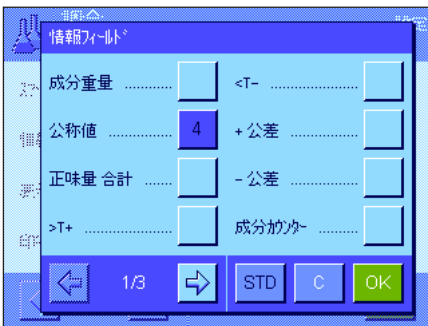 情報フィールド
成分重量 ............
<T-  ..................
公称値 ................ 4
+ 公差 ................
正味量 合計 ......
- 公差 ................
>T+ ....................
成分カウンター ......
1/3
STD
C
OK